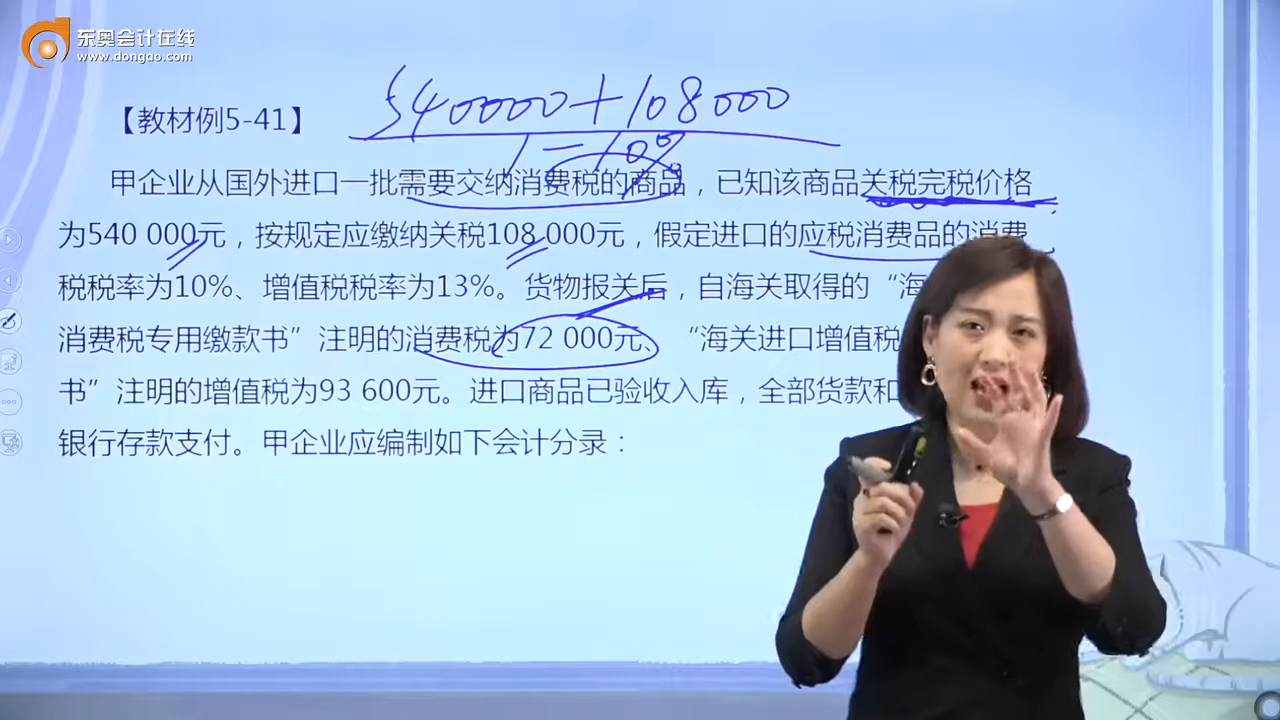 东奥会计在线
www.dongao.com
540000+108000
1-10%
【教材例5-41】
甲企业从国外进口一批需要交纳消费税的商品，已知该商品关税完税价格
为540 000元，按规定应缴纳关税108 000元，假定进口的应税消费品的消费
税税率为10%、增值税税率为13%。货物报关后，自海关取得的“海
消费税专用缴款书”注明的消费税为72 000元、“海关进口增值税
书”注明的增值税为93 600元。进口商品已验收入库，全部货款和
银行存款支付。甲企业应编制如下会计分录：